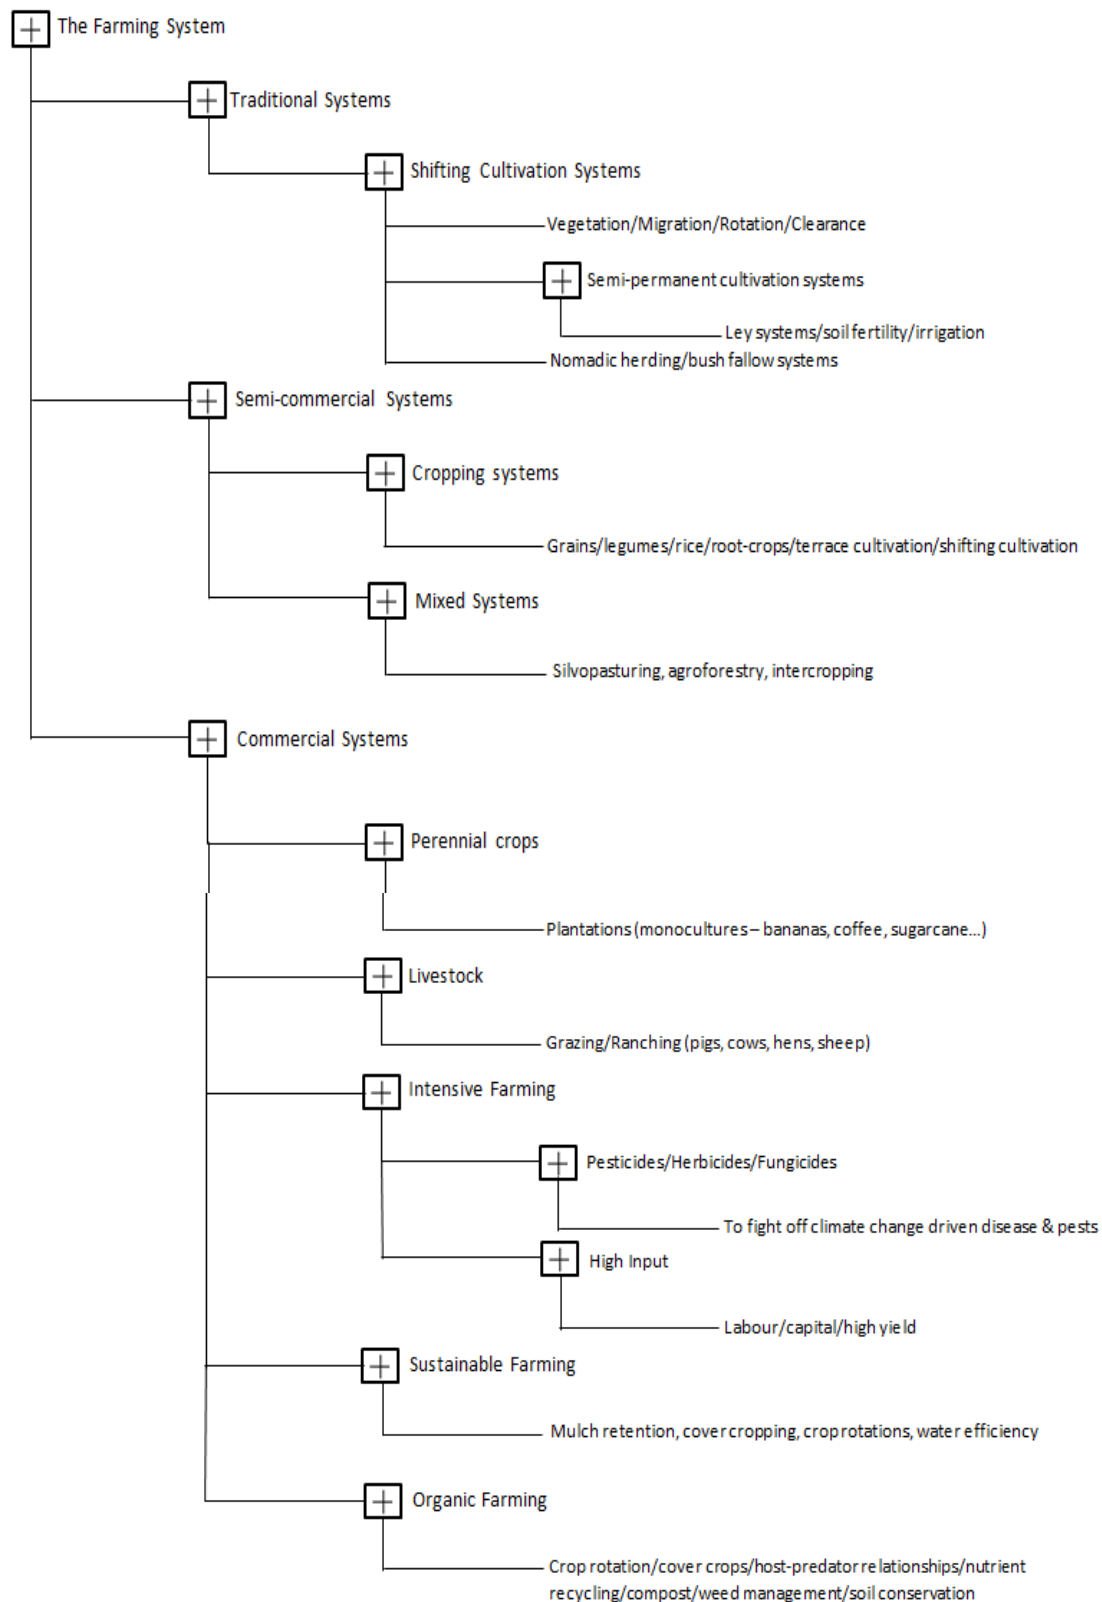 The Farming System
Traditional Systems
Shifting Cultivation Systems
Vegetation/Migration/Rotation/Clearance
Semi-permanent cultivation systems
Ley systems/soil fertility/irrigation
Nomadic herding/bush fallow systems
Semi-commercial Systems
Cropping systems
Grains/legumes/rice/root-crops/terrace cultivation/shifting cultivation
Mixed Systems
Silvopasturing, agroforestry, intercropping
Commercial Systems
Perennial crops
Plantations (monocultures – bananas, coffee, sugarcane...)
Livestock
Grazing/Ranching (pigs, cows, hens, sheep)
Intensive Farming
Pesticides/Herbicides/Fungicides
To fight off climate change driven disease & pests
High Input
Labour/capital/high yield
Sustainable Farming
Mulch retention, cover cropping, crop rotations, water efficiency
Organic Farming
Crop rotation/cover crops/host-predator relationships/nutrient
recycling/compost/weed management/soil conservation